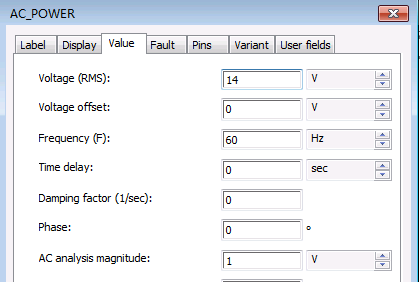 AC_POWER
Label Display Value Fault Pins Variant User fields
Voltage (RMS): 14 V
Voltage offset: 0 V
Frequency (F): 60 Hz
Time delay: 0 sec
Damping factor (1/sec): 0
Phase: 0 °
AC analysis magnitude: 1 V